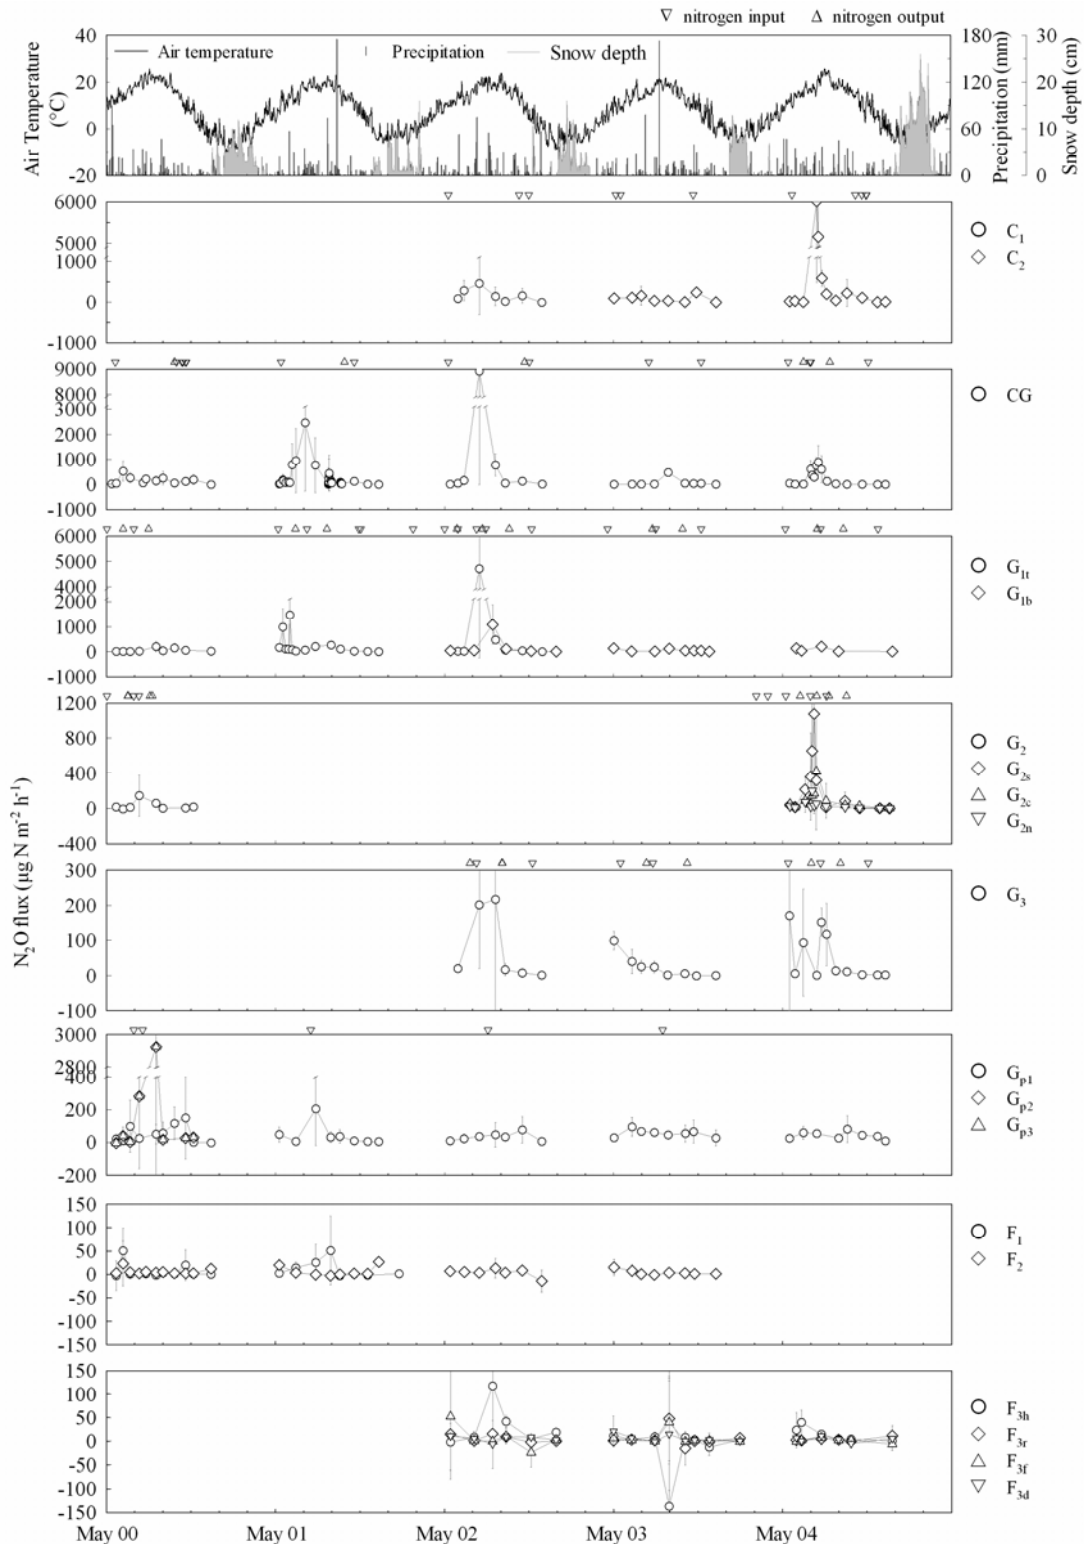 ▽ nitrogen input △ nitrogen output
Air temperature
Precipitation
Snow depth
Air Temperature
(°C)
40
20
0
-20
180
120
60
0
Precipitation (mm)
30
20
10
0
Snow depth (cm)
6000
5000
1000
0
-1000
C₁
C₂
9000
8000
3000
2000
1000
0
-1000
CG
6000
5000
4000
2000
1000
0
-1000
G₁ₜ
G1b
1200
800
400
0
-400
G₂
G2s
G2c
G2n
N₂O flux (µg N m⁻² h⁻¹)
300
200
100
0
-100
G₃
3000
2800
400
200
0
-200
Gp1
Gp2
Gp3
150
100
50
0
-50
-100
-150
F₁
F₂
150
100
50
0
-50
-100
-150
F3h
F3r
F3f
F3d
May 00
May 01
May 02
May 03
May 04